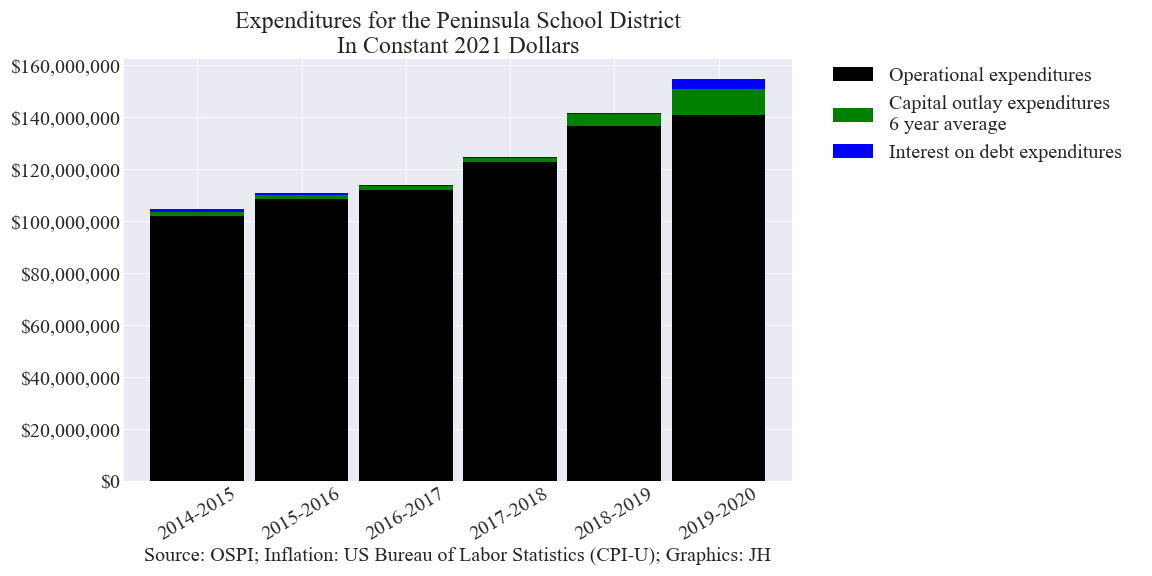 Expenditures for the Peninsula School District
In Constant 2021 Dollars
$160,000,000
$140,000,000
$120,000,000
$100,000,000
$80,000,000
$60,000,000
$40,000,000
$20,000,000
$0
Operational expenditures
Capital outlay expenditures
6 year average
Interest on debt expenditures
2014-2015
2015-2016
2016-2017
2017-2018
2018-2019
2019-2020
Source: OSPI; Inflation: US Bureau of Labor Statistics (CPI-U); Graphics: JH